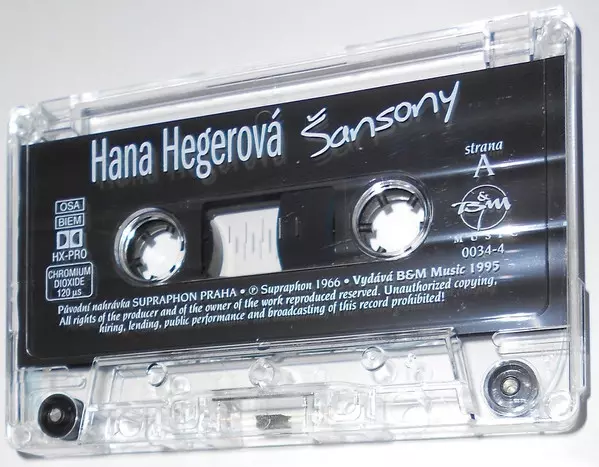 Hana Hegerová Šansony
strana
A
B&M
MUSIC
0034-4
OSA
BIEM
HX-PRO
CHROMIUM
DIOXIDE
120 µs
Původní nahrávka SUPRAPHON PRAHA • ℗ Supraphon 1966 • Vydává B&M Music 1995
All rights of the producer and of the owner of the work reproduced reserved. Unauthorized copying,
hiring, lending, public performance and broadcasting of this record prohibited!